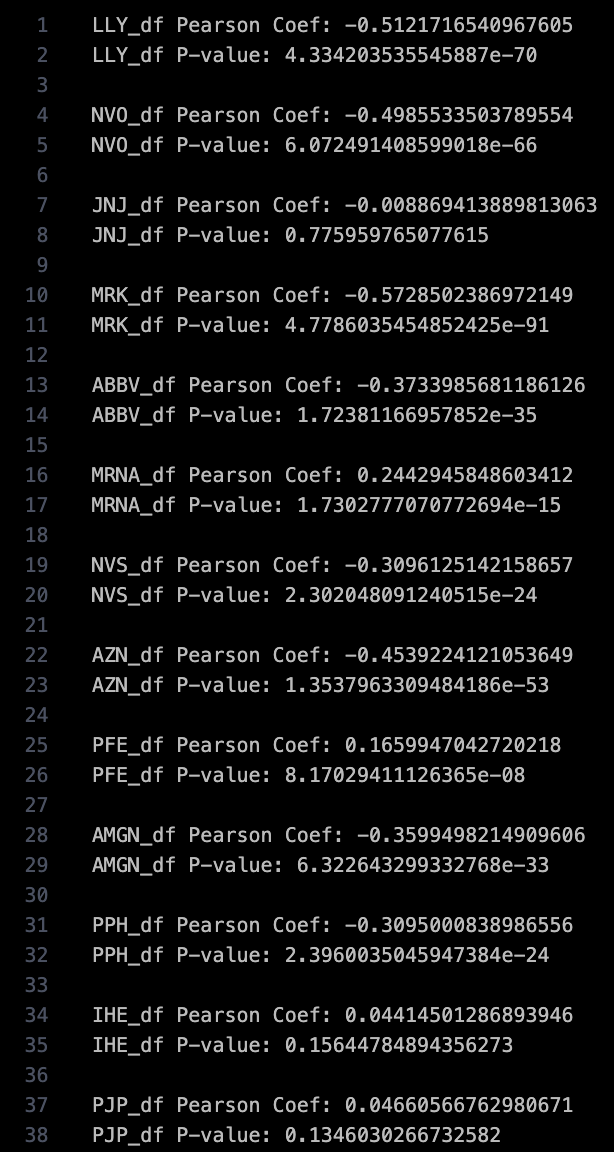 1 LLY_df Pearson Coef: -0.5121716540967605
2 LLY_df P-value: 4.334203535545887e-70
3
4 NVO_df Pearson Coef: -0.4985533503789554
5 NVO_df P-value: 6.072491408599018e-66
6
7 JNJ_df Pearson Coef: -0.008869413889813063
8 JNJ_df P-value: 0.775959765077615
9
10 MRK_df Pearson Coef: -0.5728502386972149
11 MRK_df P-value: 4.7786035454852425e-91
12
13 ABBV_df Pearson Coef: -0.3733985681186126
14 ABBV_df P-value: 1.72381166957852e-35
15
16 MRNA_df Pearson Coef: 0.2442945848603412
17 MRNA_df P-value: 1.7302777070772694e-15
18
19 NVS_df Pearson Coef: -0.3096125142158657
20 NVS_df P-value: 2.302048091240515e-24
21
22 AZN_df Pearson Coef: -0.4539224121053649
23 AZN_df P-value: 1.3537963309484186e-53
24
25 PFE_df Pearson Coef: 0.1659947042720218
26 PFE_df P-value: 8.17029411126365e-08
27
28 AMGN_df Pearson Coef: -0.3599498214909606
29 AMGN_df P-value: 6.322643299332768e-33
30
31 PPH_df Pearson Coef: -0.3095000838986556
32 PPH_df P-value: 2.3960035045947384e-24
33
34 IHE_df Pearson Coef: 0.04414501286893946
35 IHE_df P-value: 0.15644784894356273
36
37 PJP_df Pearson Coef: 0.04660566762980671
38 PJP_df P-value: 0.1346030266732582